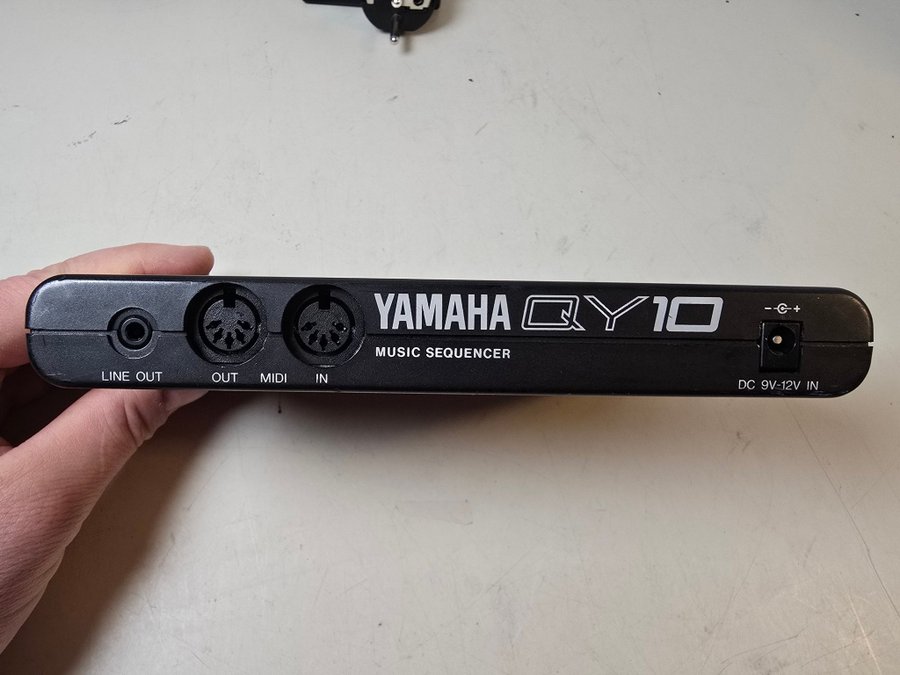 YAMAHA QY10
MUSIC SEQUENCER
LINE OUT
OUT MIDI IN
- +
DC 9V-12V IN